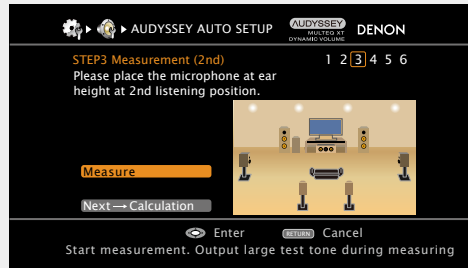 AUDYSSEY AUTO SETUP
AUDYSSEY
MULTEQ XT
DYNAMIC VOLUME
DENON
STEP3 Measurement (2nd)
1 2 3 4 5 6
Please place the microphone at ear
height at 2nd listening position.
Measure
Next→Calculation
Enter
RETURN Cancel
Start measurement. Output large test tone during measuring